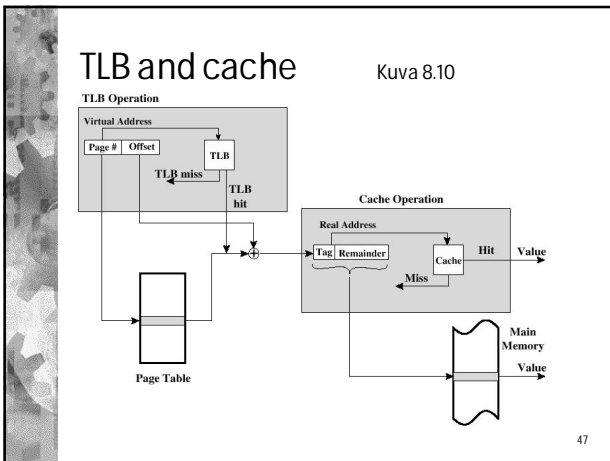 TLB and cache
Kuva 8.10
TLB Operation
Virtual Address
Page # Offset
TLB
TLB miss
TLB
hit
Cache Operation
Real Address
Tag Remainder
Cache
Hit
Value
Miss
Main
Memory
Value
Page Table
47